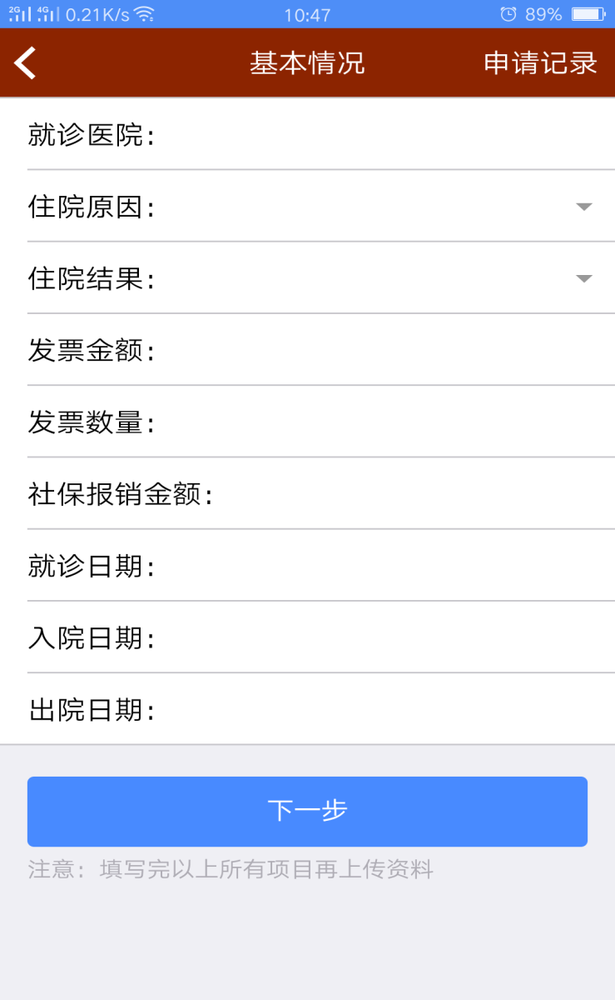 2G 4G 0.21K/s 10:47 89%
基本情况 申请记录
就诊医院:
住院原因:
住院结果:
发票金额:
发票数量:
社保报销金额:
就诊日期:
入院日期:
出院日期:
下一步
注意：填写完以上所有项目再上传资料